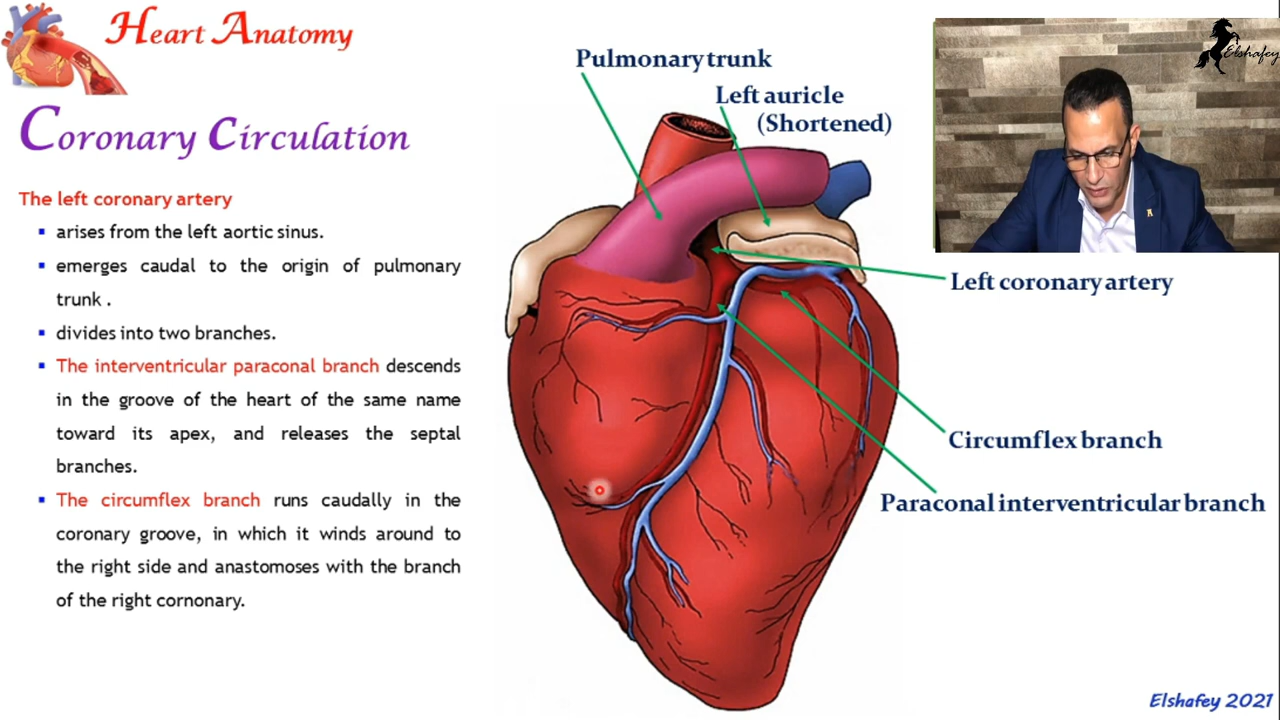 Heart Anatomy
Elshafey
Pulmonary trunk
Left auricle
(Shortened)
Coronary Circulation
The left coronary artery
▪ arises from the left aortic sinus.
▪ emerges caudal to the origin of pulmonary
trunk .
▪ divides into two branches.
▪ The interventricular paraconal branch descends
in the groove of the heart of the same name
toward its apex, and releases the septal
branches.
▪ The circumflex branch runs caudally in the
coronary groove, in which it winds around to
the right side and anastomoses with the branch
of the right cornonary.
Left coronary artery
Circumflex branch
Paraconal interventricular branch
Elshafey 2021